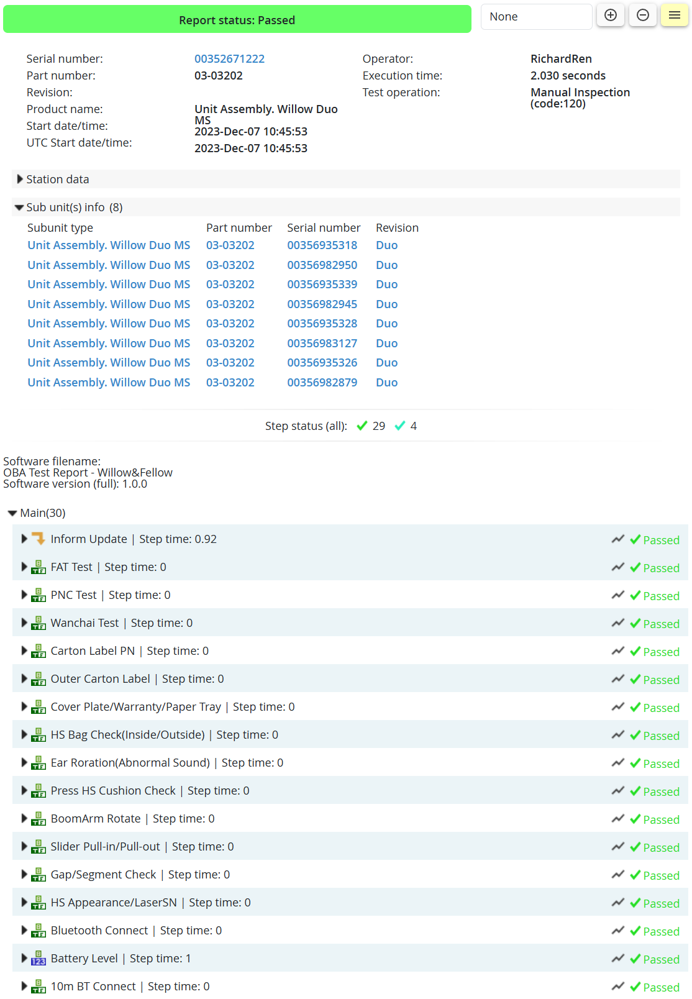 Report status: Passed
None
Serial number: 00352671222 Operator: RichardRen
Part number: 03-03202 Execution time: 2.030 seconds
Revision: Test operation: Manual Inspection (code:120)
Product name: Unit Assembly. Willow Duo MS
Start date/time: 2023-Dec-07 10:45:53
UTC Start date/time: 2023-Dec-07 10:45:53
Station data
Sub unit(s) info (8)
Subunit type Part number Serial number Revision
Unit Assembly. Willow Duo MS 03-03202 00356935318 Duo
Unit Assembly. Willow Duo MS 03-03202 00356982950 Duo
Unit Assembly. Willow Duo MS 03-03202 00356935339 Duo
Unit Assembly. Willow Duo MS 03-03202 00356982945 Duo
Unit Assembly. Willow Duo MS 03-03202 00356935328 Duo
Unit Assembly. Willow Duo MS 03-03202 00356983127 Duo
Unit Assembly. Willow Duo MS 03-03202 00356935326 Duo
Unit Assembly. Willow Duo MS 03-03202 00356982879 Duo
Step status (all): 29 4
Software filename:
OBA Test Report - Willow&Fellow
Software version (full): 1.0.0
Main(30)
Inform Update | Step time: 0.92 Passed
FAT Test | Step time: 0 Passed
PNC Test | Step time: 0 Passed
Wanchai Test | Step time: 0 Passed
Carton Label PN | Step time: 0 Passed
Outer Carton Label | Step time: 0 Passed
Cover Plate/Warranty/Paper Tray | Step time: 0 Passed
HS Bag Check(Inside/Outside) | Step time: 0 Passed
Ear Roration(Abnormal Sound) | Step time: 0 Passed
Press HS Cushion Check | Step time: 0 Passed
BoomArm Rotate | Step time: 0 Passed
Slider Pull-in/Pull-out | Step time: 0 Passed
Gap/Segment Check | Step time: 0 Passed
HS Appearance/LaserSN | Step time: 0 Passed
Bluetooth Connect | Step time: 0 Passed
Battery Level | Step time: 1 Passed
10m BT Connect | Step time: 0 Passed